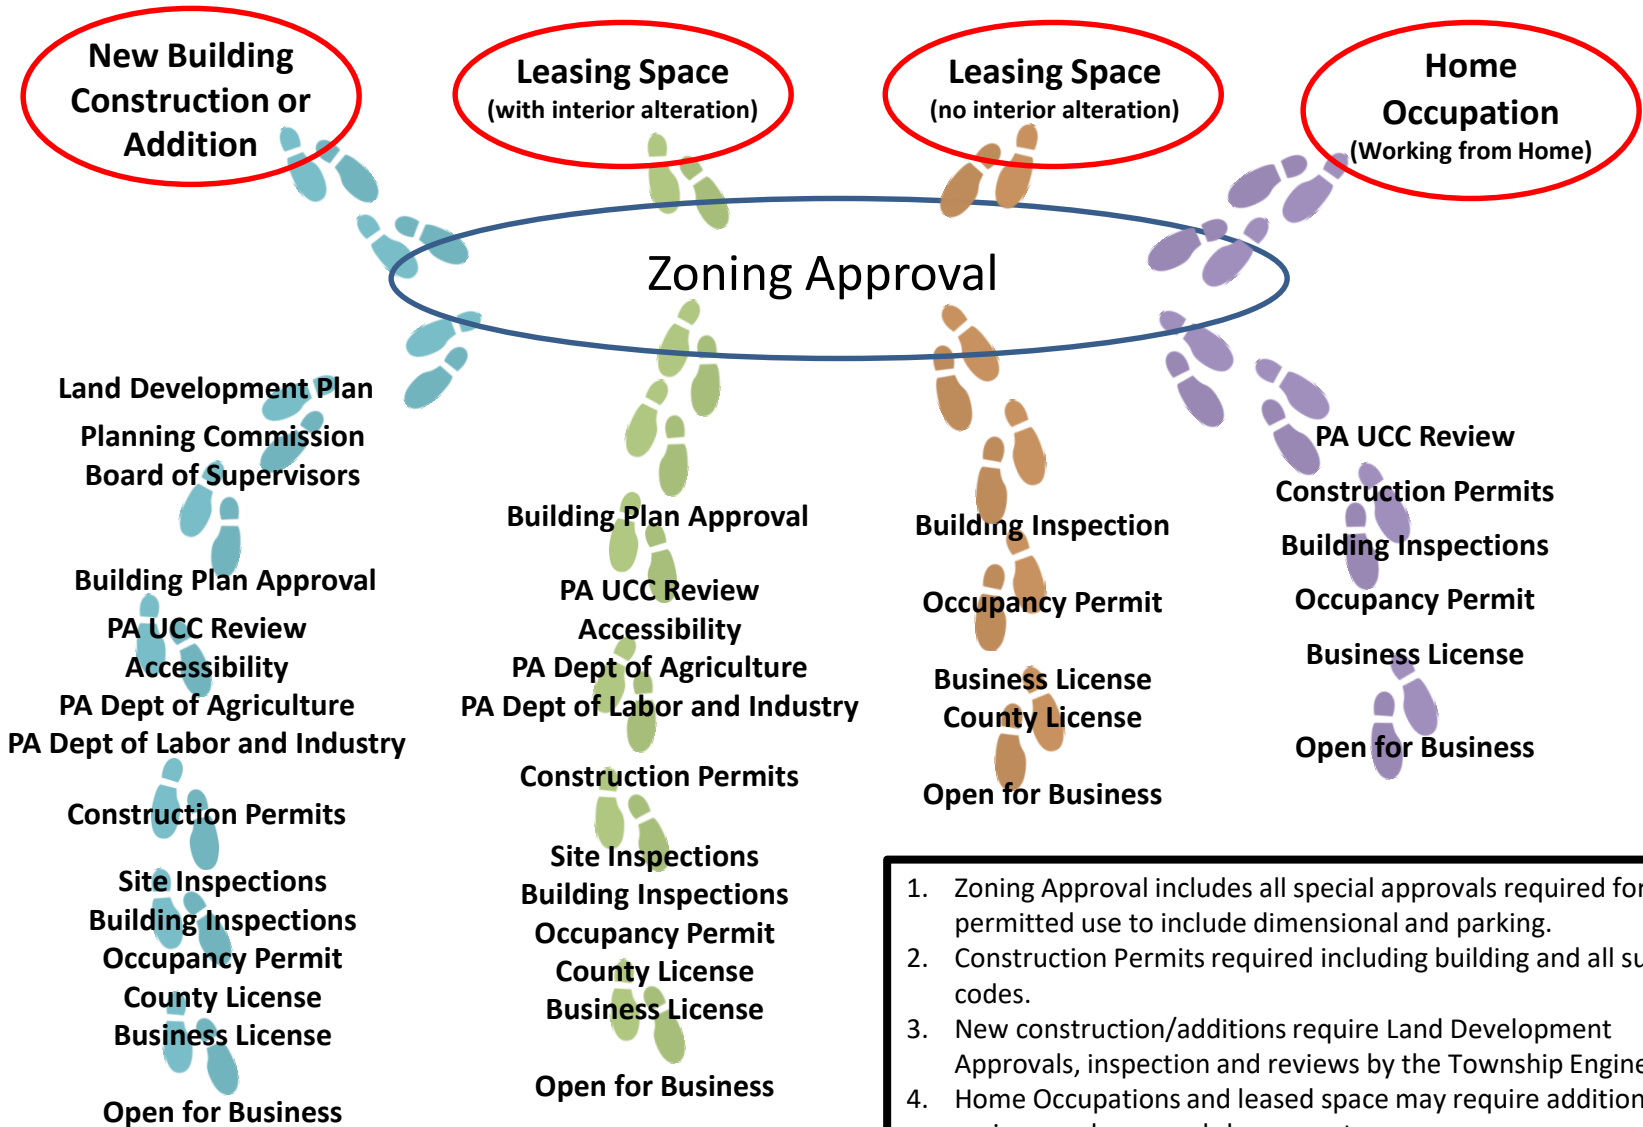 New Building
Construction or
Addition
Leasing Space
(with interior alteration)
Leasing Space
(no interior alteration)
Home
Occupation
(Working from Home)
Zoning Approval
Land Development Plan
Planning Commission
Board of Supervisors
Building Plan Approval
PA UCC Review
Accessibility
PA Dept of Agriculture
PA Dept of Labor and Industry
Construction Permits
Site Inspections
Building Inspections
Occupancy Permit
County License
Business License
Open for Business
Building Plan Approval
PA UCC Review
Accessibility
PA Dept of Agriculture
PA Dept of Labor and Industry
Construction Permits
Site Inspections
Building Inspections
Occupancy Permit
County License
Business License
Open for Business
Building Inspection
Occupancy Permit
Business License
County License
Open for Business
PA UCC Review
Construction Permits
Building Inspections
Occupancy Permit
Business License
Open for Business
1. Zoning Approval includes all special approvals required for
permitted use to include dimensional and parking.
2. Construction Permits required including building and all su
codes.
3. New construction/additions require Land Development
Approvals, inspection and reviews by the Township Engine
4. Home Occupations and leased space may require addition